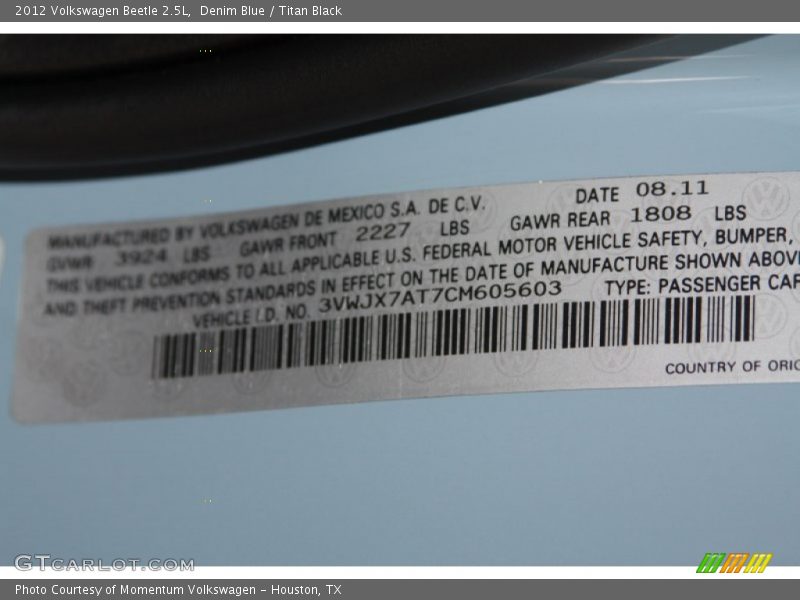 2012 Volkswagen Beetle 2.5L, Denim Blue / Titan Black
MANUFACTURED BY VOLKSWAGEN DE MEXICO S.A. DE C.V. DATE 08.11
GVWR 3924 LBS GAWR FRONT 2227 LBS GAWR REAR 1808 LBS
THIS VEHICLE CONFORMS TO ALL APPLICABLE U.S. FEDERAL MOTOR VEHICLE SAFETY, BUMPER,
AND THEFT PREVENTION STANDARDS IN EFFECT ON THE DATE OF MANUFACTURE SHOWN ABOV
VEHICLE I.D. NO. 3VWJX7AT7CM605603 TYPE: PASSENGER CAR
COUNTRY OF ORIG
GTCARLOT.COM
Photo Courtesy of Momentum Volkswagen - Houston, TX